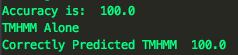 Accuracy is:  100.0
TMHMM Alone
Correctly Predicted TMHMM  100.0